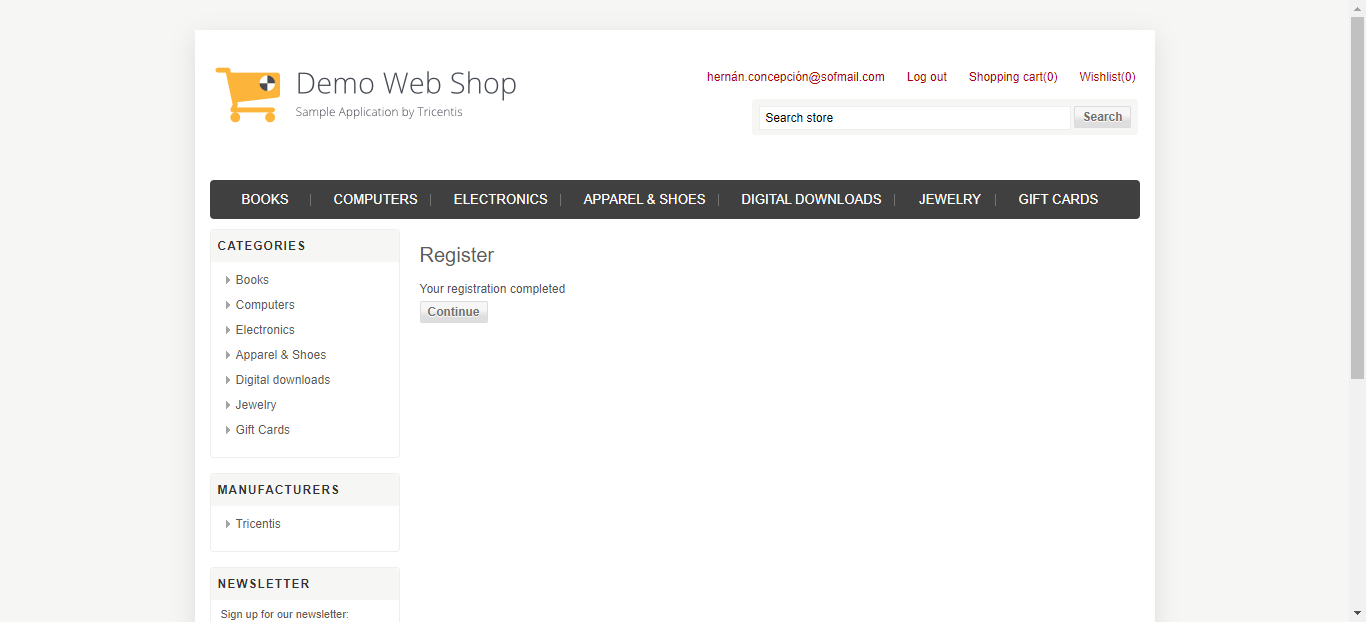 Demo Web Shop
Sample Application by Tricentis
hernán.concepción@sofmail.com Log out Shopping cart(0) Wishlist(0)
Search store Search
BOOKS COMPUTERS ELECTRONICS APPAREL & SHOES DIGITAL DOWNLOADS JEWELRY GIFT CARDS
CATEGORIES
Books
Computers
Electronics
Apparel & Shoes
Digital downloads
Jewelry
Gift Cards
MANUFACTURERS
Tricentis
NEWSLETTER
Sign up for our newsletter:
Register
Your registration completed
Continue